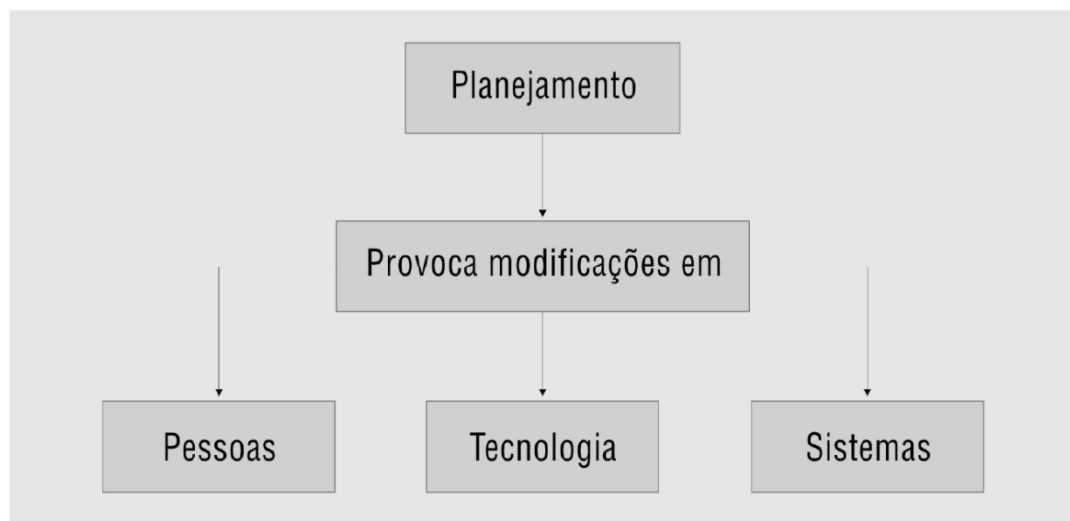 Planejamento
Provoca modificações em
Pessoas
Tecnologia
Sistemas